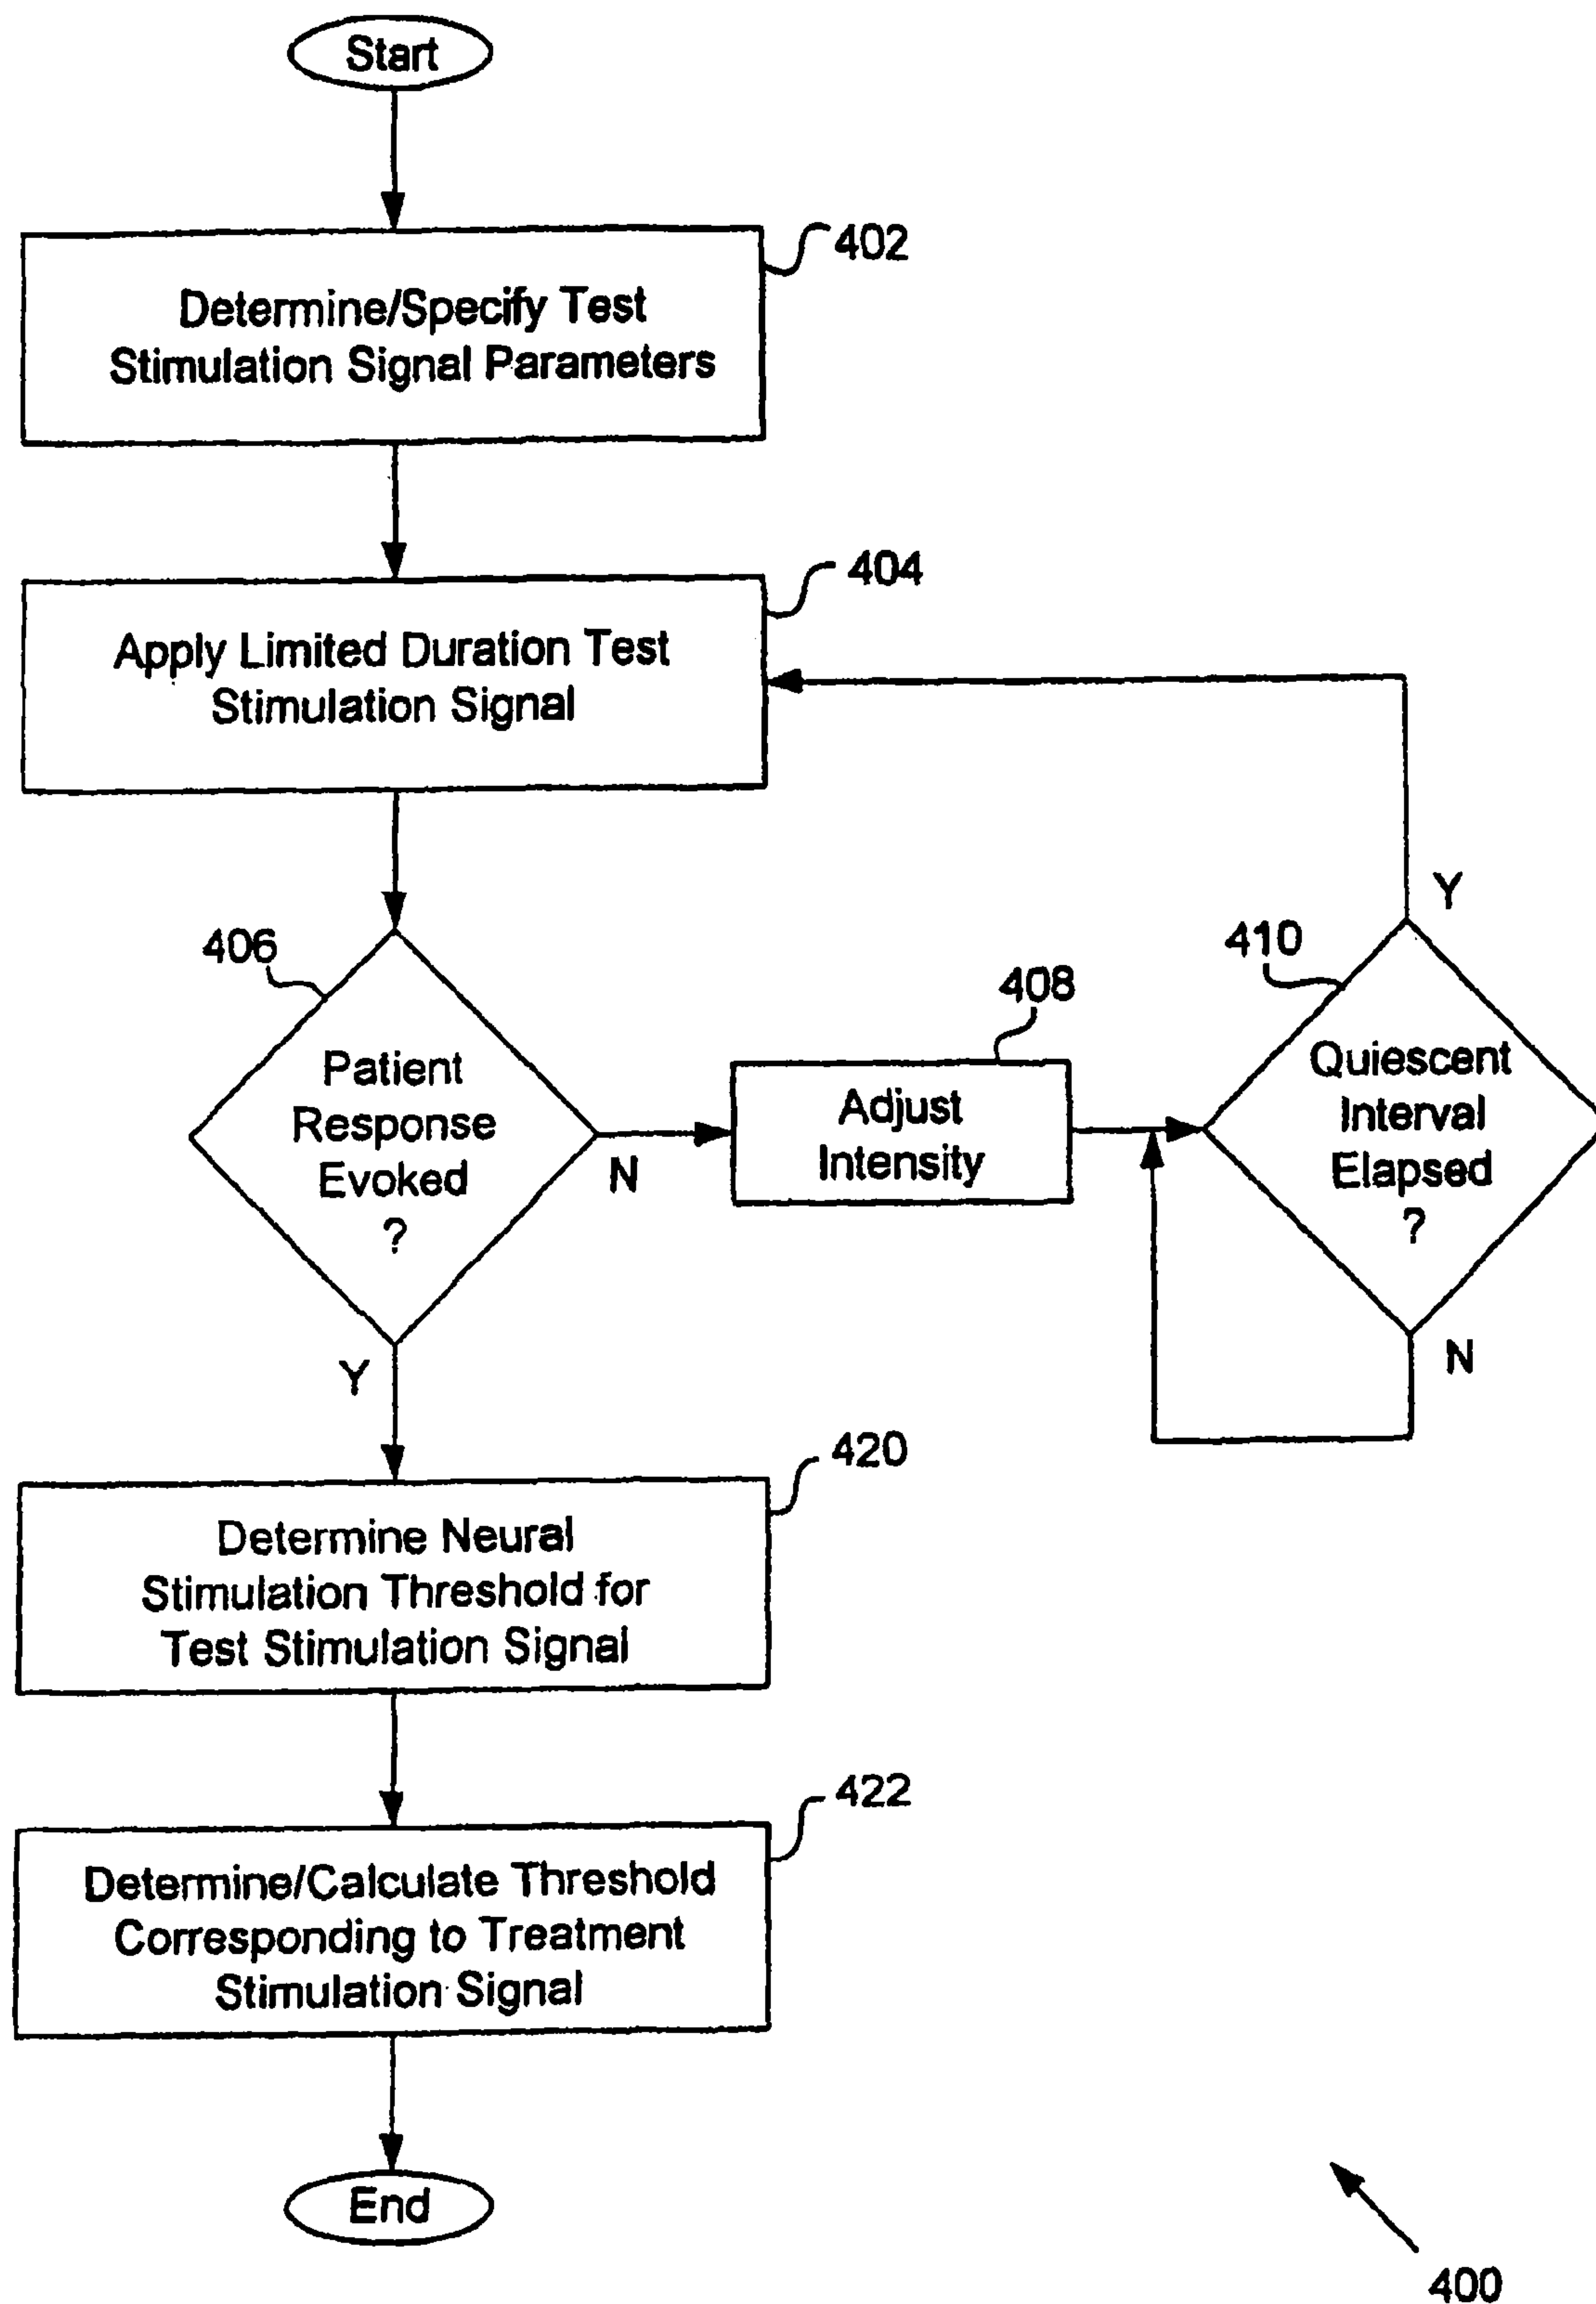 Start
402
Determine/Specify Test
Stimulation Signal Parameters
404
Apply Limited Duration Test
Stimulation Signal
Y
406
410
408
Patient
Response
Evoked
?
N
Adjust
Intensity
Quiescent
Interval
Elapsed
?
Y
N
420
Determine Neural
Stimulation Threshold for
Test Stimulation Signal
422
Determine/Calculate Threshold
Corresponding to Treatment
Stimulation Signal
End
400